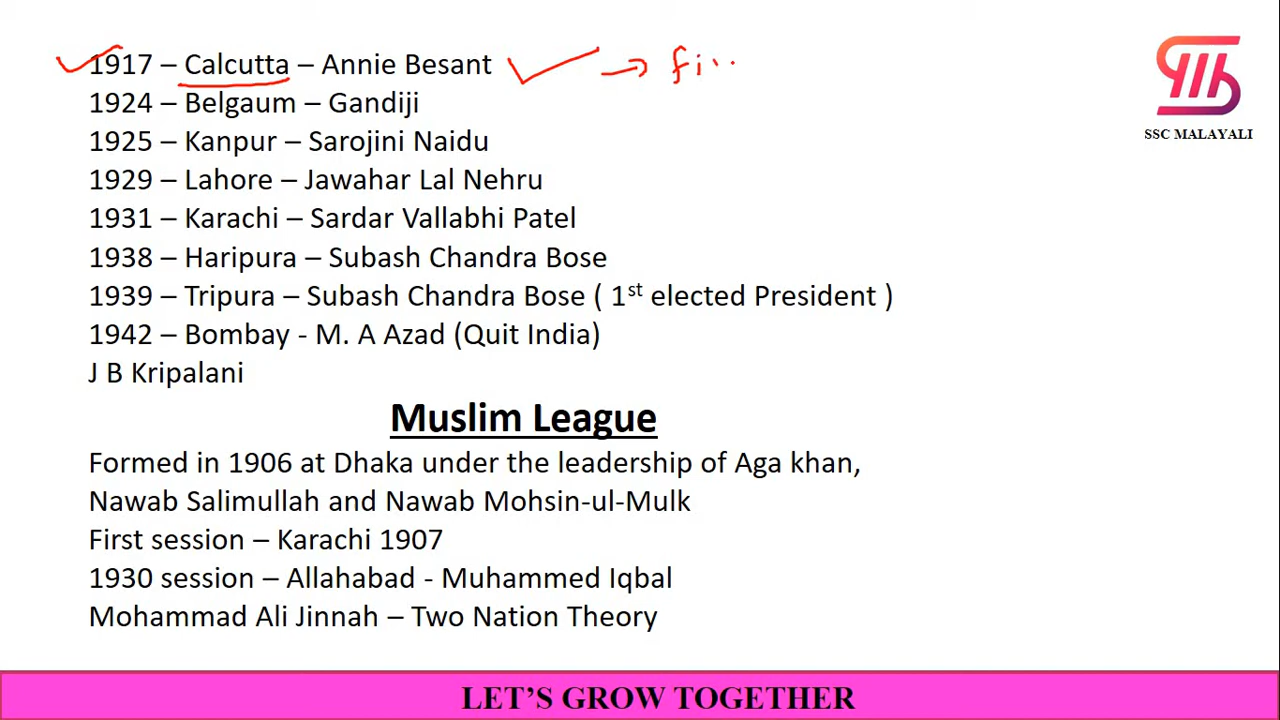 1917 – Calcutta – Annie Besant → fi
1924 – Belgaum – Gandiji
1925 – Kanpur – Sarojini Naidu
1929 – Lahore – Jawahar Lal Nehru
1931 – Karachi – Sardar Vallabhi Patel
1938 – Haripura – Subash Chandra Bose
1939 – Tripura – Subash Chandra Bose ( 1st elected President )
1942 – Bombay - M. A Azad (Quit India)
J B Kripalani
Muslim League
Formed in 1906 at Dhaka under the leadership of Aga khan,
Nawab Salimullah and Nawab Mohsin-ul-Mulk
First session – Karachi 1907
1930 session – Allahabad - Muhammed Iqbal
Mohammad Ali Jinnah – Two Nation Theory
SSC MALAYALI
LET’S GROW TOGETHER